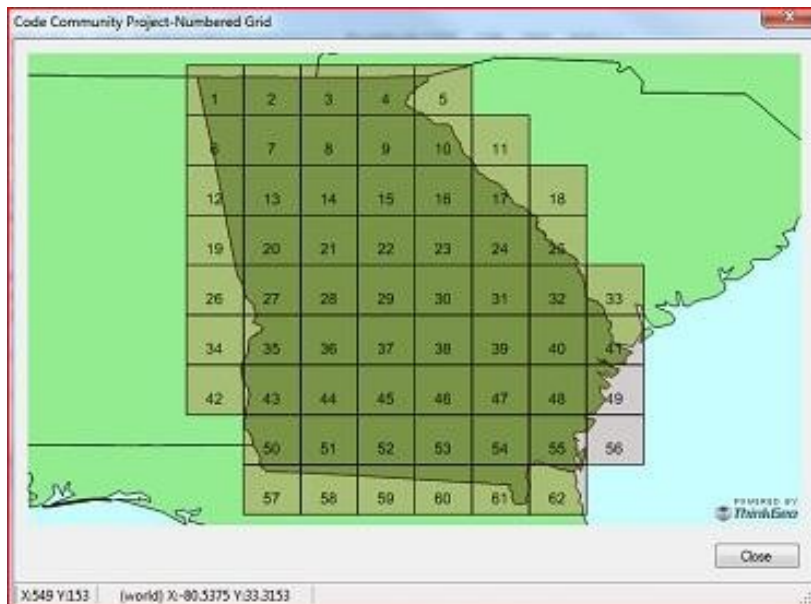 Code Community Project-Numbered Grid
1 2 3 4 5
6 7 8 9 10 11
12 13 14 15 16 17 18
19 20 21 22 23 24 25
26 27 28 29 30 31 32 33
34 35 36 37 38 39 40 41
42 43 44 45 46 47 48 49
50 51 52 53 54 55 56
57 58 59 60 61 62
POWERED BY
ThinkGeo
Close
X:549 Y:153 (world) X:-80.5375 Y:33.3153